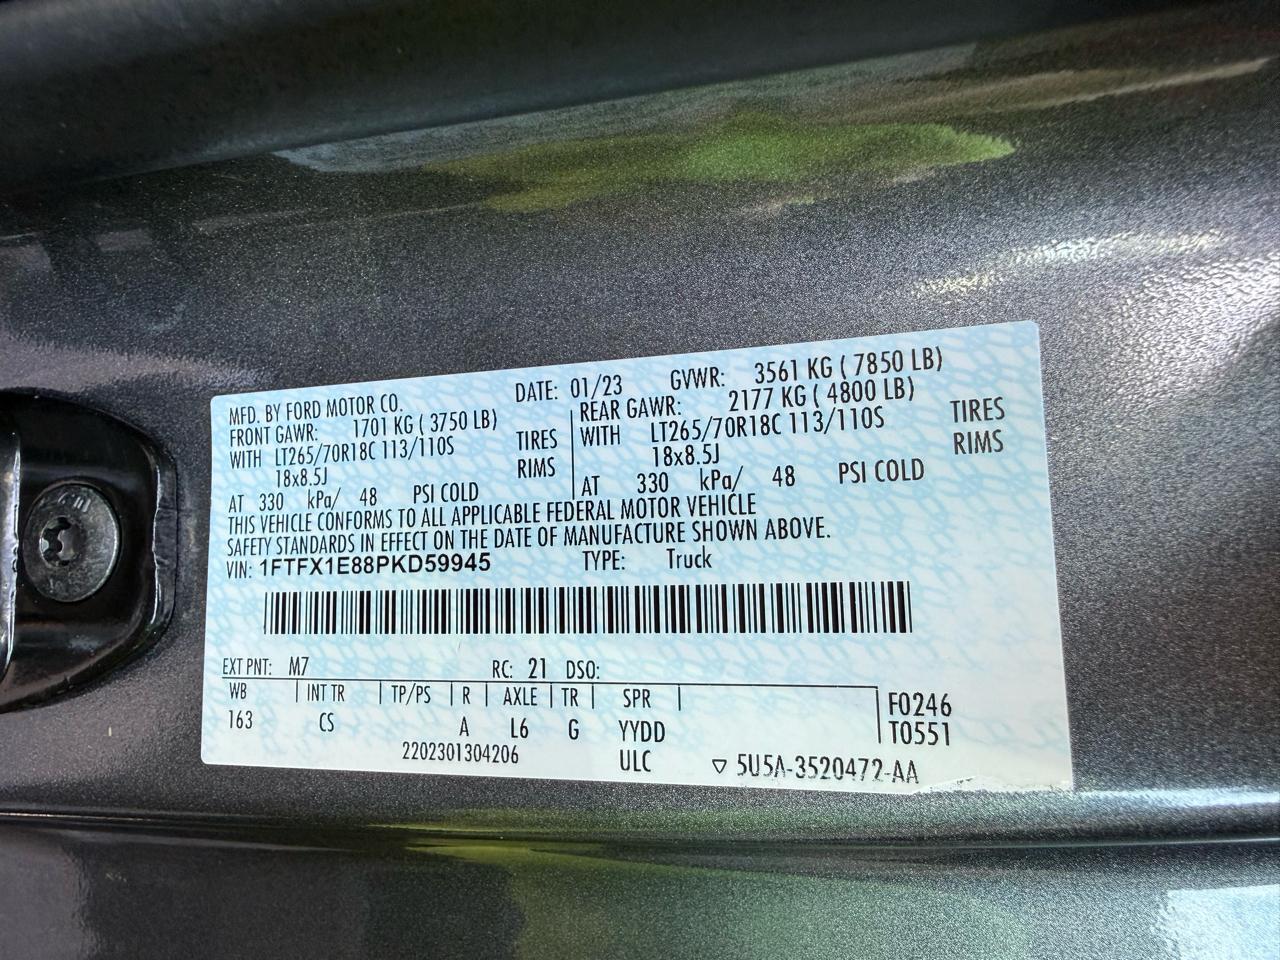 MFD. BY FORD MOTOR CO. DATE: 01/23 GVWR: 3561 KG ( 7850 LB)
FRONT GAWR: 1701 KG ( 3750 LB) REAR GAWR: 2177 KG ( 4800 LB)
WITH LT265/70R18C 113/110S TIRES WITH LT265/70R18C 113/110S TIRES
18x8.5J RIMS 18x8.5J RIMS
AT 330 kPa/ 48 PSI COLD AT 330 kPa/ 48 PSI COLD
THIS VEHICLE CONFORMS TO ALL APPLICABLE FEDERAL MOTOR VEHICLE
SAFETY STANDARDS IN EFFECT ON THE DATE OF MANUFACTURE SHOWN ABOVE.
VIN: 1FTFX1E88PKD59945 TYPE: Truck
EXT PNT: M7 RC: 21 DSO:
WB INT TR TP/PS R AXLE TR SPR F0246
163 CS A L6 G YYDD T0551
2202301304206 ULC ▽ 5U5A-3520472-AA